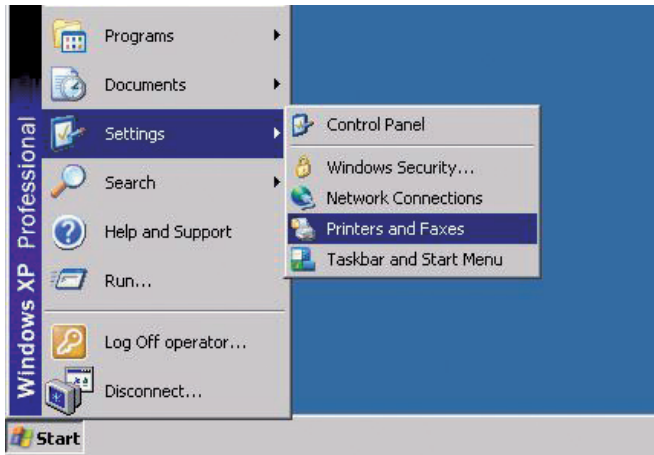 Programs
Documents
Settings
Search
Help and Support
Run...
Log Off operator...
Disconnect...
Control Panel
Windows Security...
Network Connections
Printers and Faxes
Taskbar and Start Menu
Windows XP Professional
Start